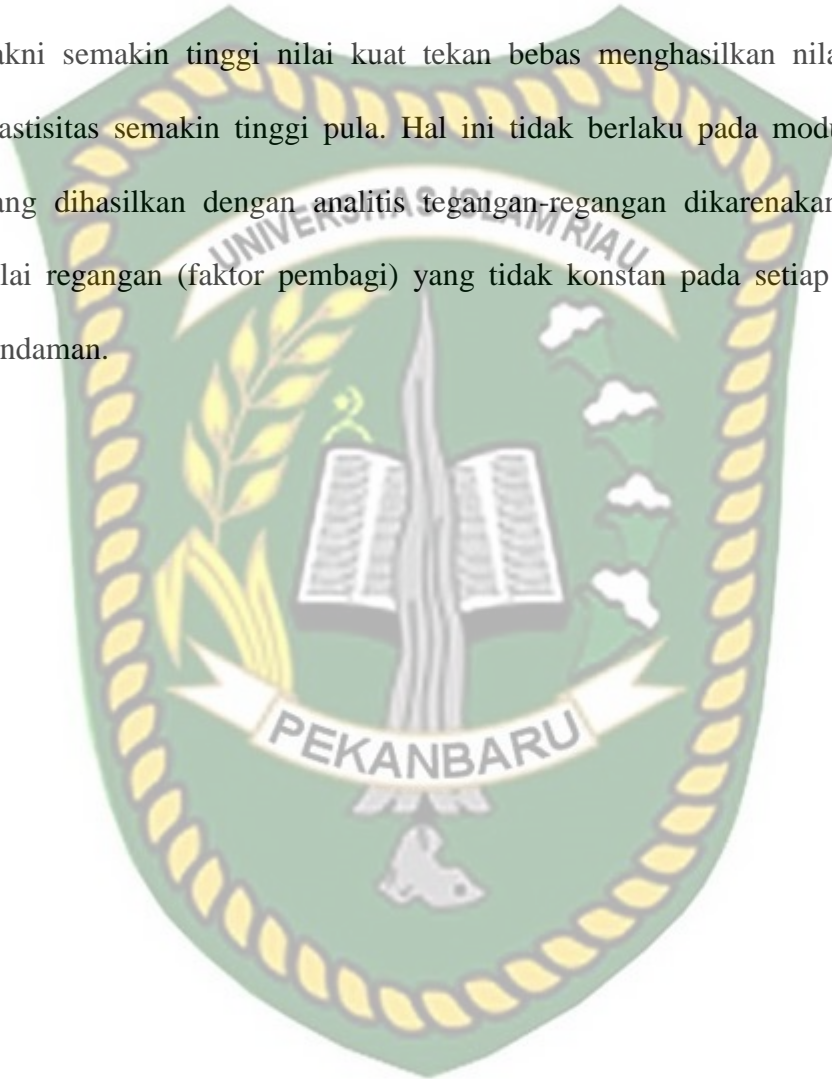 akni semakin tinggi nilai kuat tekan bebas menghasilkan nila
astisitas semakin tinggi pula. Hal ini tidak berlaku pada modu
ang dihasilkan dengan analitis tegangan-regangan dikarenakan
UNIVERSITAS ISLAM RIAU
lai regangan (faktor pembagi) yang tidak konstan pada setiap
ndaman.
PEKANBARU